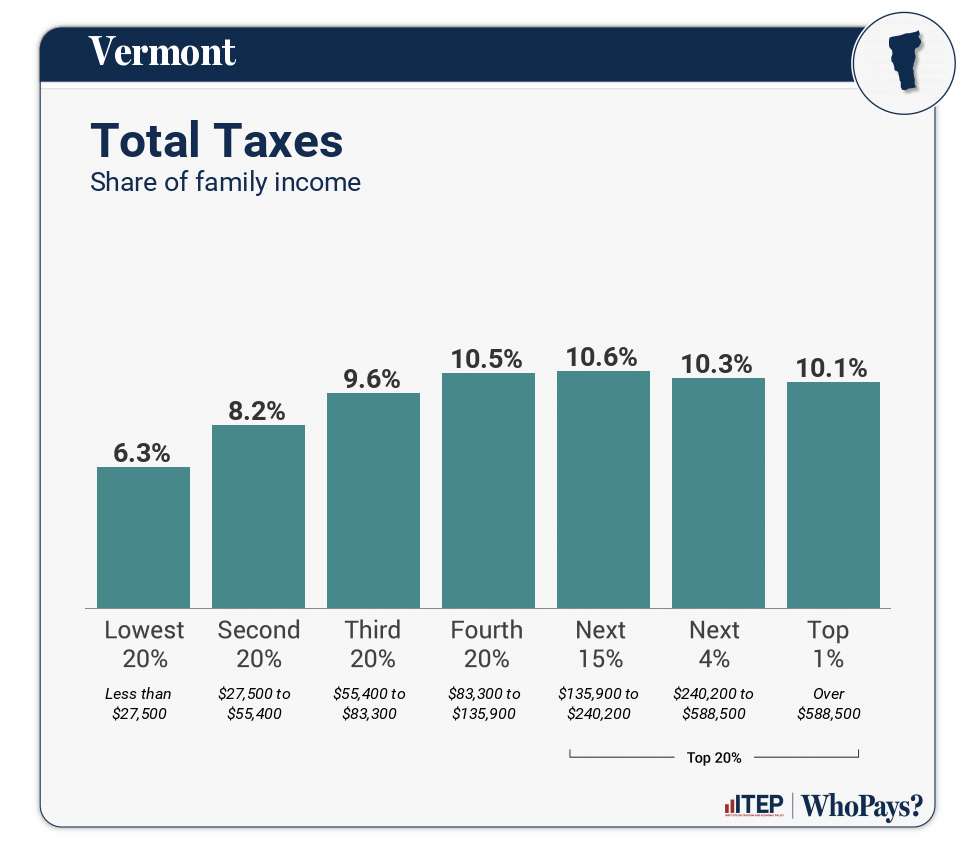 Vermont
Total Taxes
Share of family income
6.3%
8.2%
9.6%
10.5%
10.6%
10.3%
10.1%
Lowest 20%
Second 20%
Third 20%
Fourth 20%
Next 15%
Next 4%
Top 1%
Less than $27,500
$27,500 to $55,400
$55,400 to $83,300
$83,300 to $135,900
$135,900 to $240,200
$240,200 to $588,500
Over $588,500
Top 20%
ITEP
WhoPays?